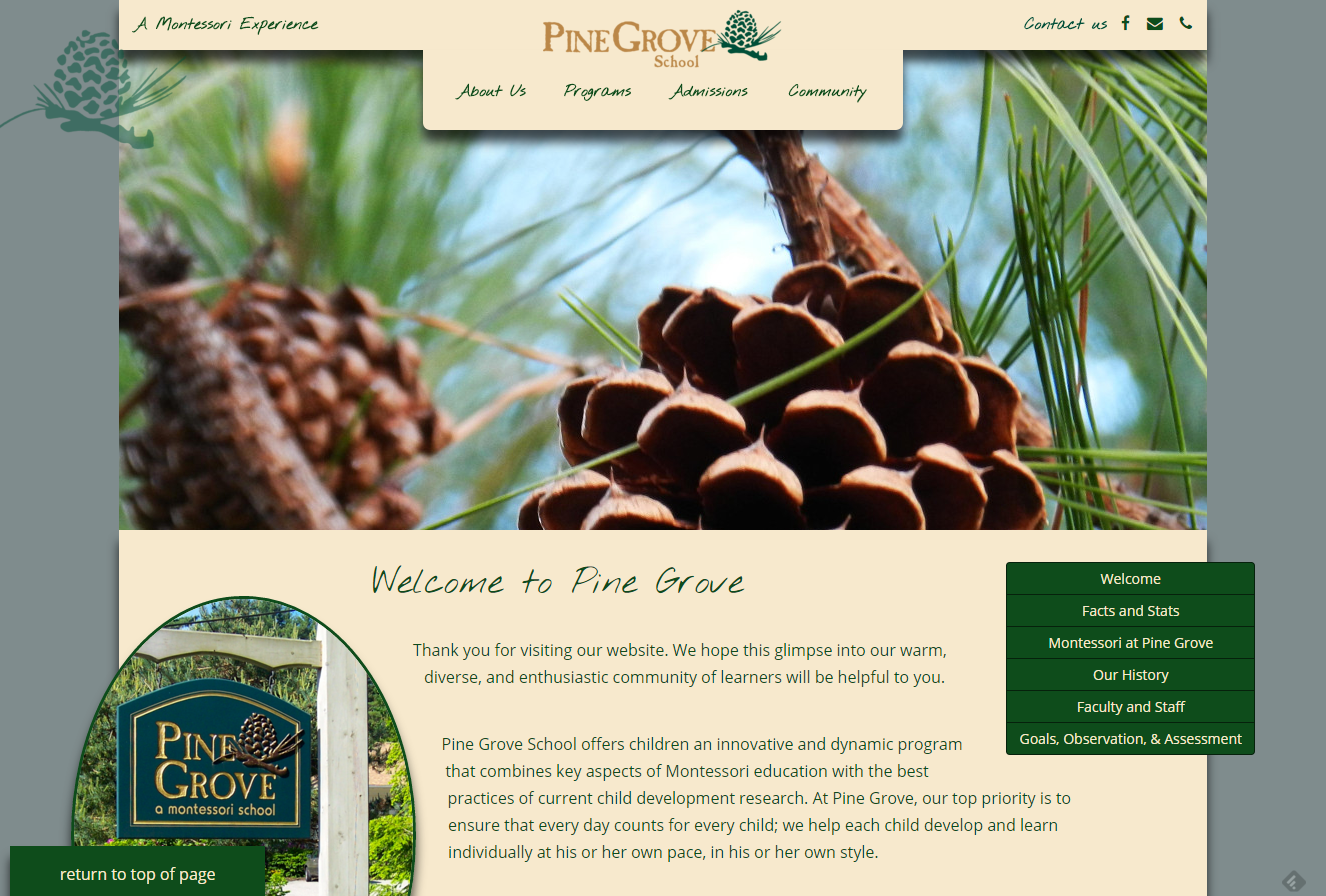 A Montessori Experience
PINE GROVE
School
Contact us
About Us
Programs
Admissions
Community
Welcome to Pine Grove
Thank you for visiting our website. We hope this glimpse into our warm,
diverse, and enthusiastic community of learners will be helpful to you.
Pine Grove School offers children an innovative and dynamic program
that combines key aspects of Montessori education with the best
practices of current child development research. At Pine Grove, our top priority is to
ensure that every day counts for every child; we help each child develop and learn
individually at his or her own pace, in his or her own style.
Welcome
Facts and Stats
Montessori at Pine Grove
Our History
Faculty and Staff
Goals, Observation, & Assessment
PINE
GROVE
a montessori school
return to top of page